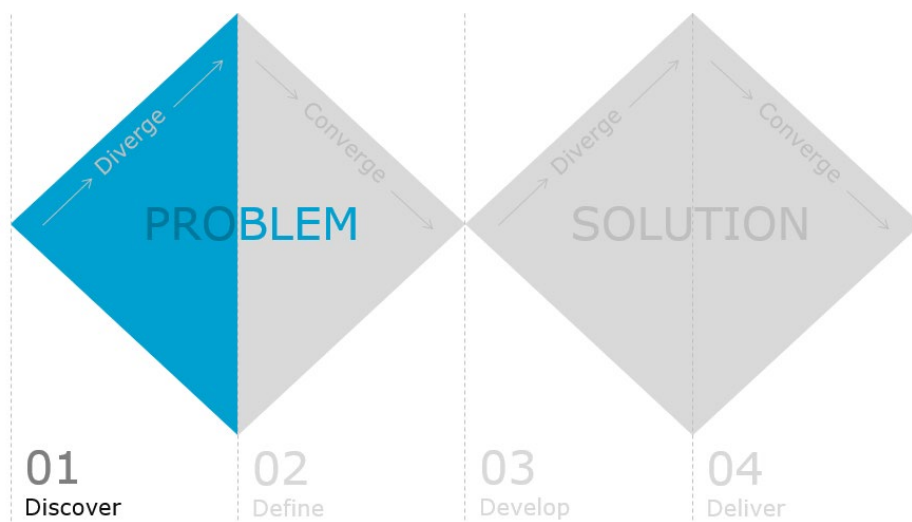 Diverge
Converge
Diverge
Converge
PROBLEM
SOLUTION
01
Discover
02
Define
03
Develop
04
Deliver